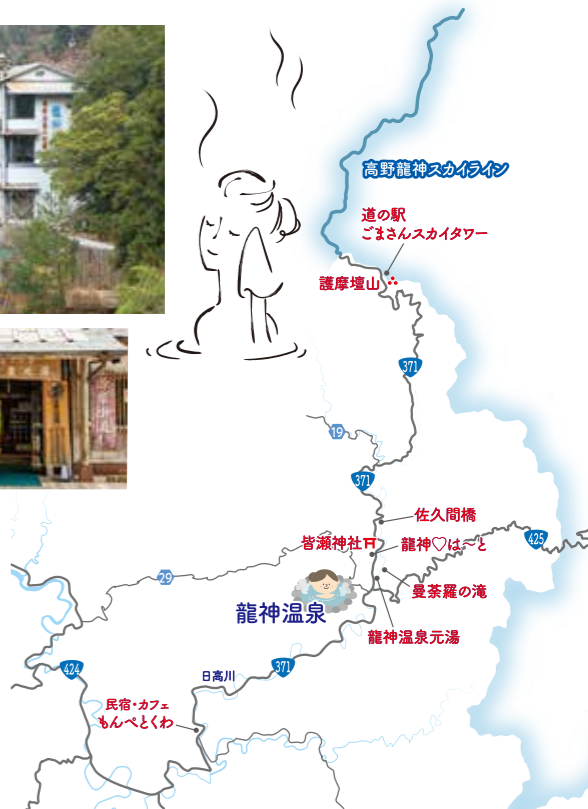 高野龍神スカイライン
道の駅
ごまさんスカイタワー
護摩壇山
371
19
371
佐久間橋
皆瀬神社
龍神♡は〜と
425
29
曼荼羅の滝
龍神温泉
龍神温泉元湯
424
371
日高川
民宿・カフェ
もんぺとくわ